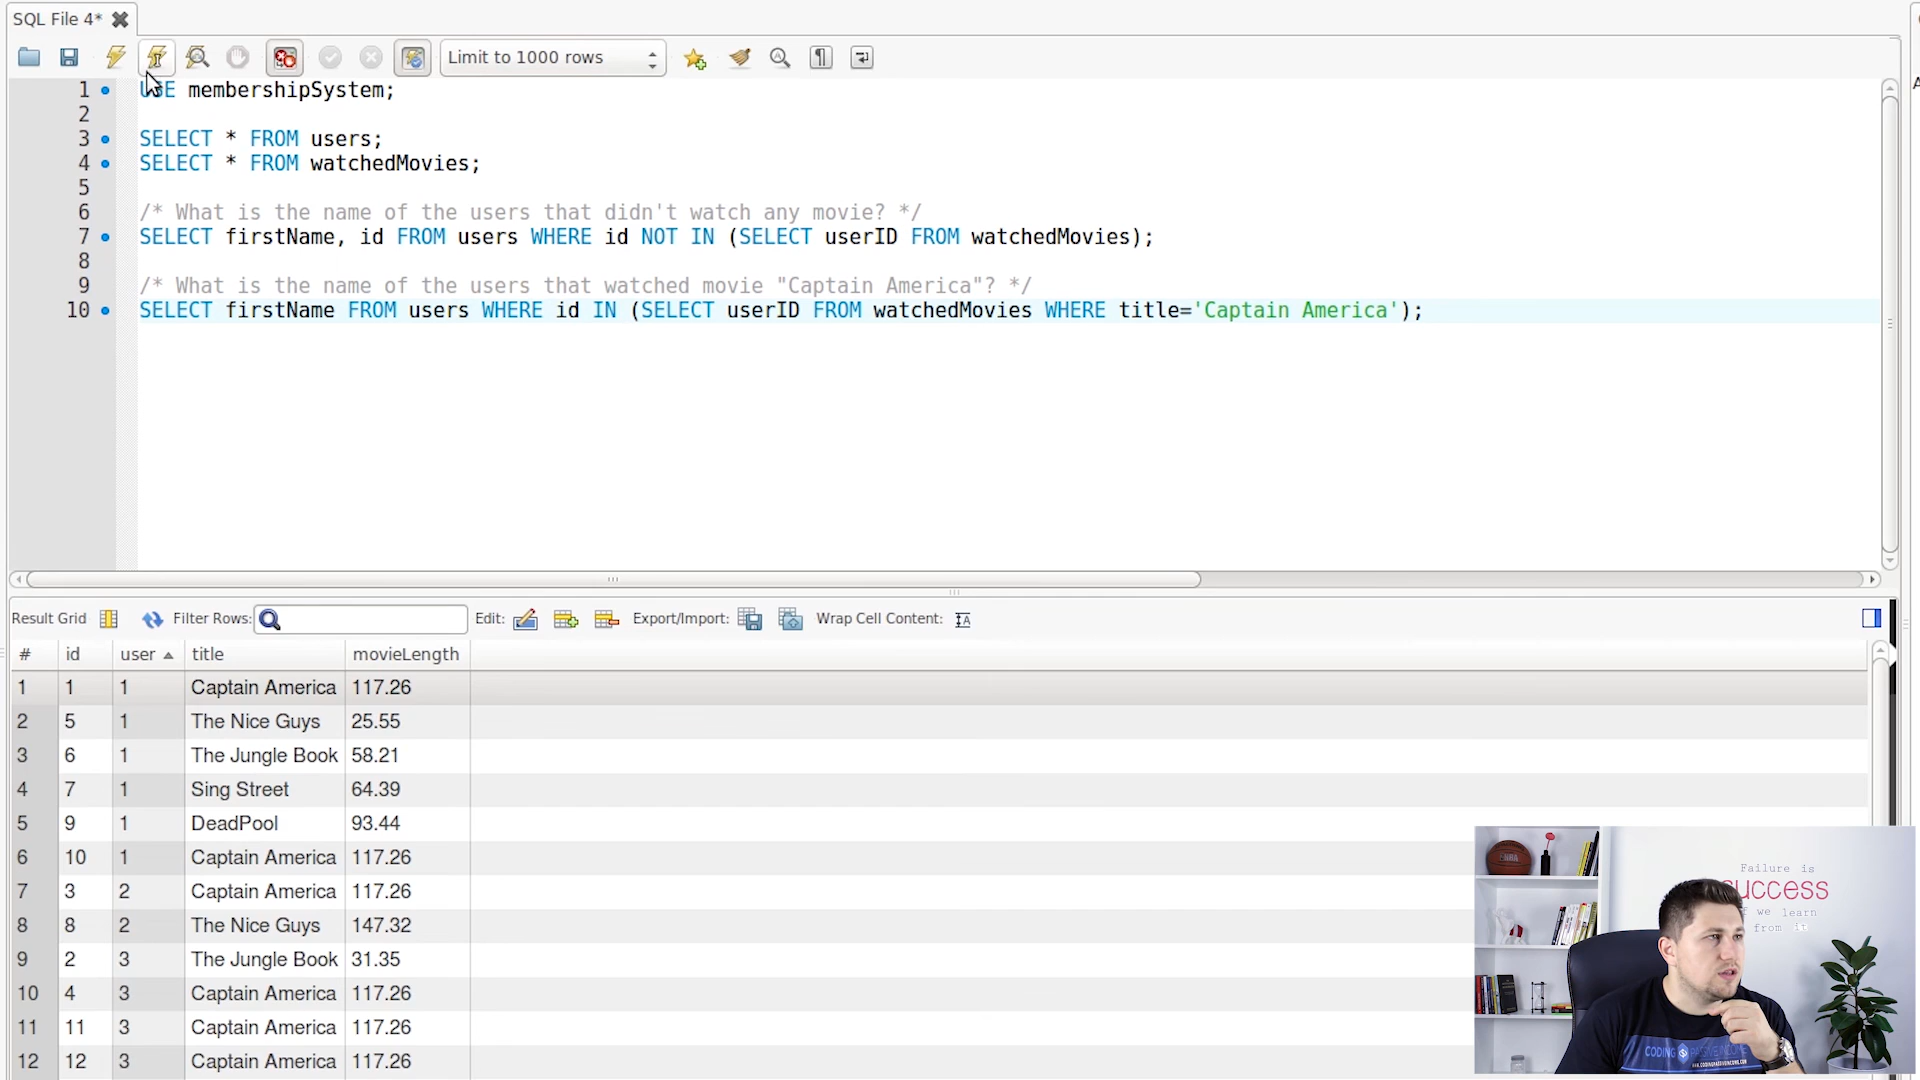 SQL File 4*
Limit to 1000 rows
1 USE membershipSystem;
2
3 SELECT * FROM users;
4 SELECT * FROM watchedMovies;
5
6 /* What is the name of the users that didn't watch any movie? */
7 SELECT firstName, id FROM users WHERE id NOT IN (SELECT userID FROM watchedMovies);
8
9 /* What is the name of the users that watched movie "Captain America"? */
10 SELECT firstName FROM users WHERE id IN (SELECT userID FROM watchedMovies WHERE title='Captain America');
Result Grid Filter Rows: Edit: Export/Import: Wrap Cell Content:
# id user title movieLength
1 1 1 Captain America 117.26
2 5 1 The Nice Guys 25.55
3 6 1 The Jungle Book 58.21
4 7 1 Sing Street 64.39
5 9 1 DeadPool 93.44
6 10 1 Captain America 117.26
7 3 2 Captain America 117.26
8 8 2 The Nice Guys 147.32
9 2 3 The Jungle Book 31.35
10 4 3 Captain America 117.26
11 11 3 Captain America 117.26
12 12 3 Captain America 117.26
Failure is
success
we learn
from it
CODING PASSIVE INCOME